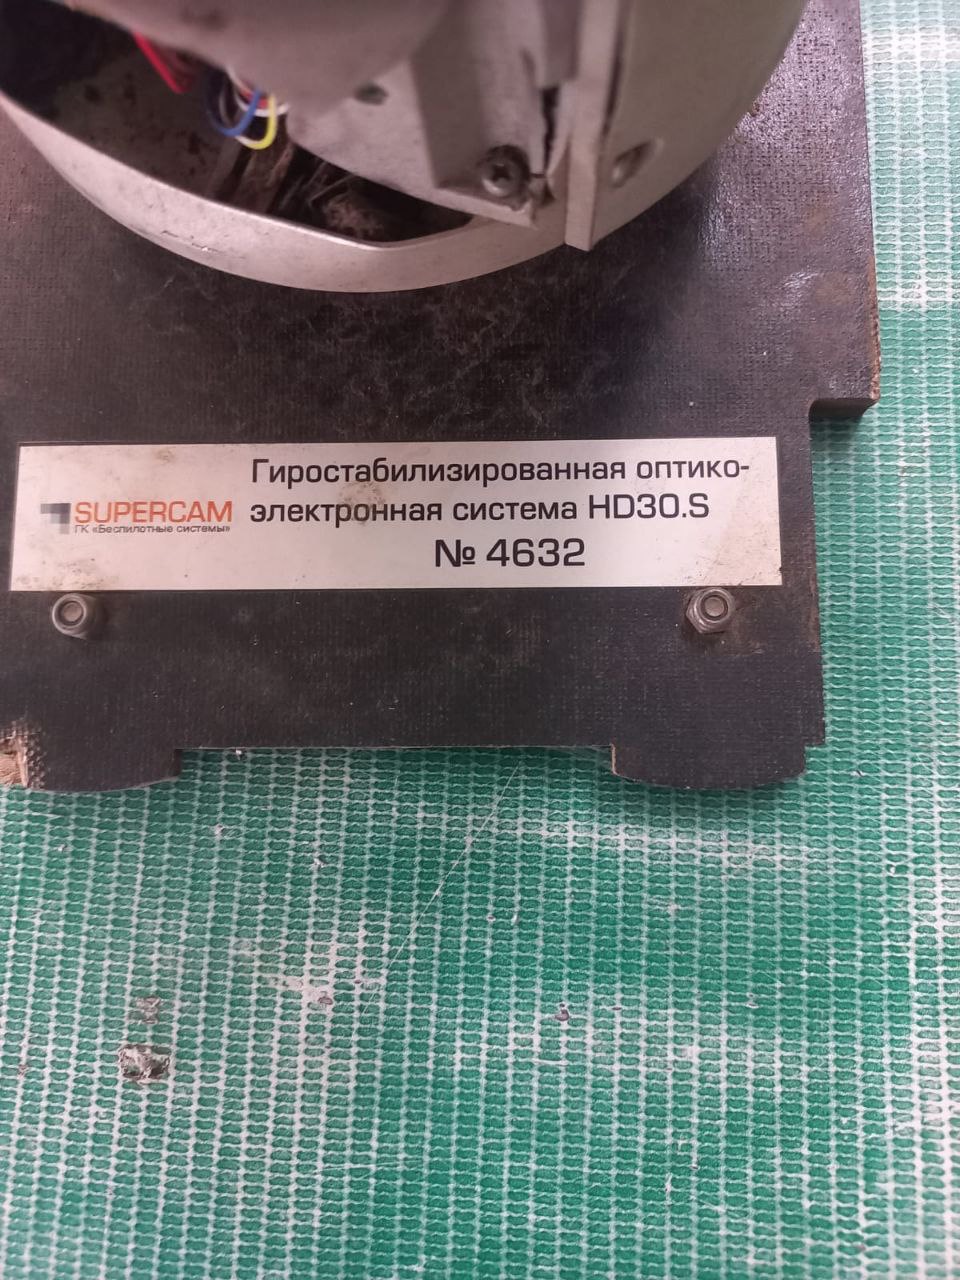 SUPERCAM
ГК «Беспилотные системы»
Гиростабилизированная оптико-
электронная система HD30.S
№ 4632